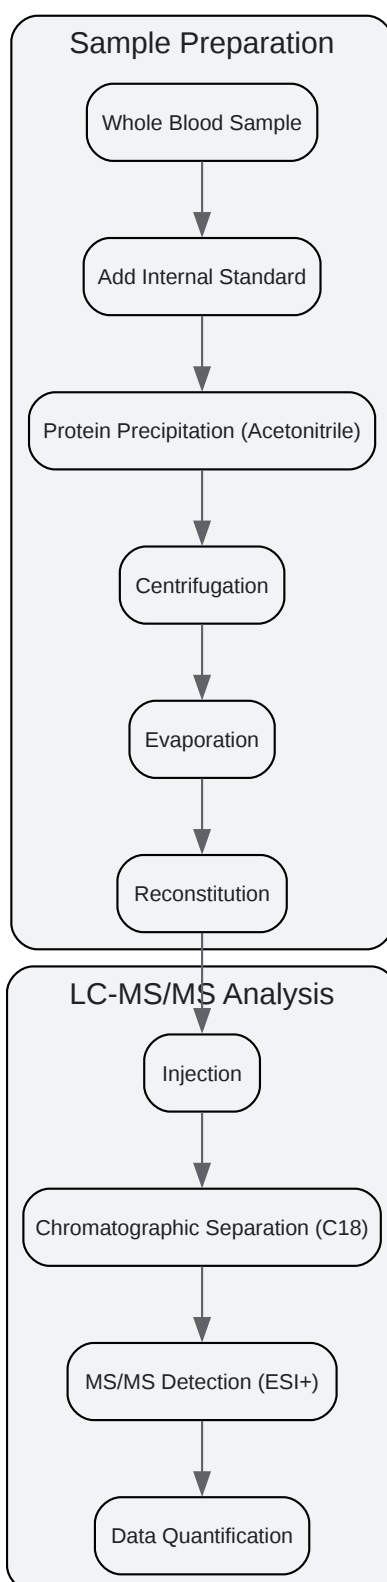 Sample Preparation
Whole Blood Sample
Add Internal Standard
Protein Precipitation (Acetonitrile)
Centrifugation
Evaporation
Reconstitution
LC-MS/MS Analysis
Injection
Chromatographic Separation (C18)
MS/MS Detection (ESI+)
Data Quantification